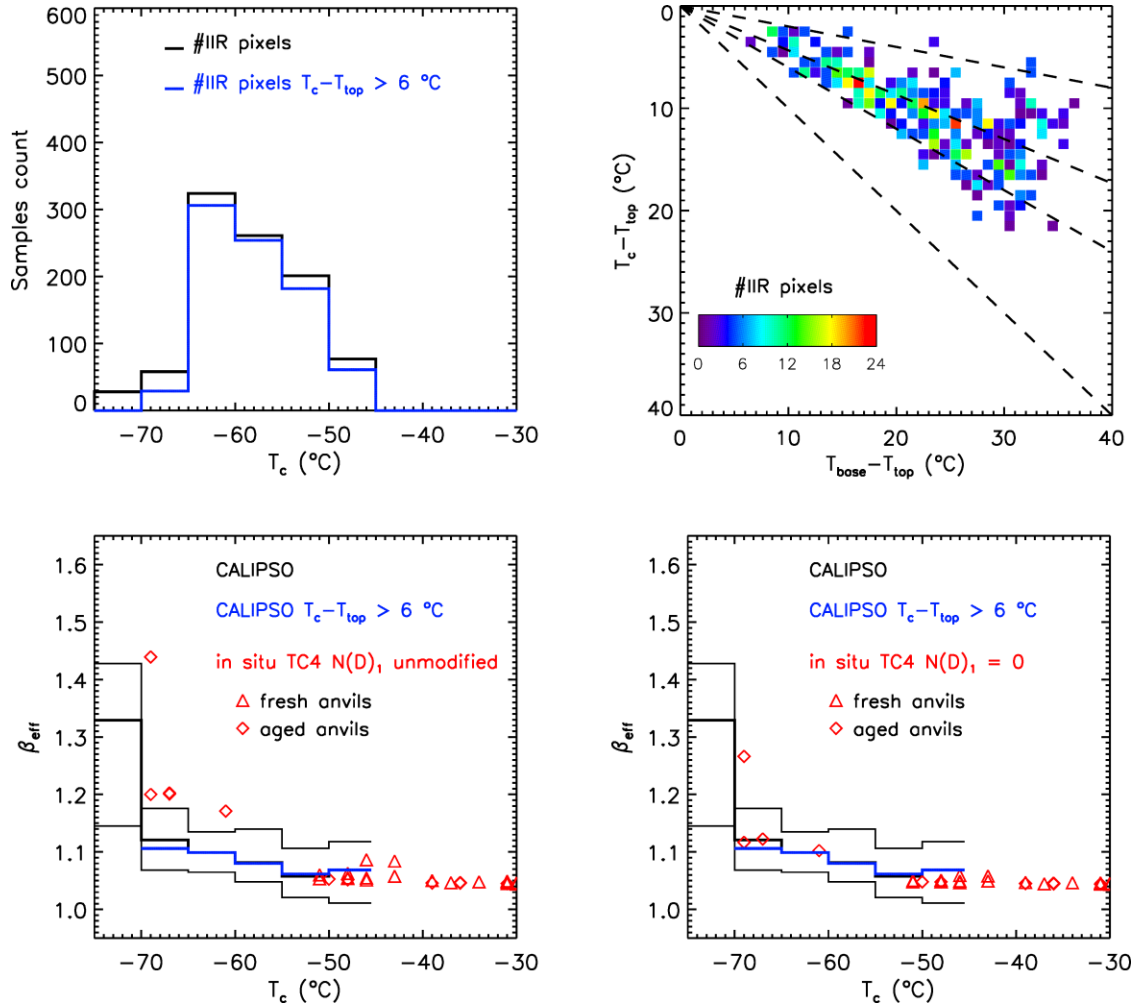 600
500
400
300
200
100
0
Samples count
#IIR pixels
#IIR pixels Tc−Ttop > 6 °C
−70 −60 −50 −40 −30
Tc (°C)
0
10
20
30
40
Tc−Ttop (°C)
#IIR pixels
0 6 12 18 24
0 10 20 30 40
Tbase−Ttop (°C)
1.6
1.5
1.4
1.3
1.2
1.1
1.0
βeff
CALIPSO
CALIPSO Tc−Ttop > 6 °C
in situ TC4 N(D)1 unmodified
fresh anvils
aged anvils
−70 −60 −50 −40 −30
Tc (°C)
1.6
1.5
1.4
1.3
1.2
1.1
1.0
βeff
CALIPSO
CALIPSO Tc−Ttop > 6 °C
in situ TC4 N(D)1 = 0
fresh anvils
aged anvils
−70 −60 −50 −40 −30
Tc (°C)